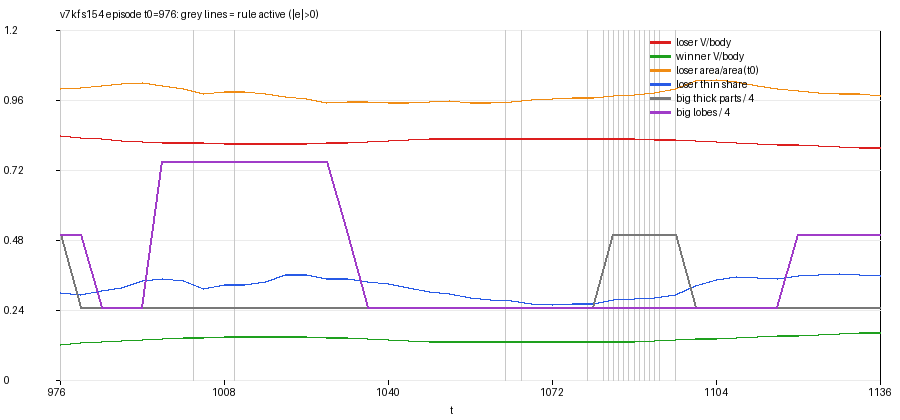 v7kf s154 episode t0=976: grey lines = rule active (|e|>0)
1.2
0.96
0.72
0.48
0.24
0
loser V/body
winner V/body
loser area/area(t0)
loser thin share
big thick parts / 4
big lobes / 4
976
1008
1040
1072
1104
1136
t